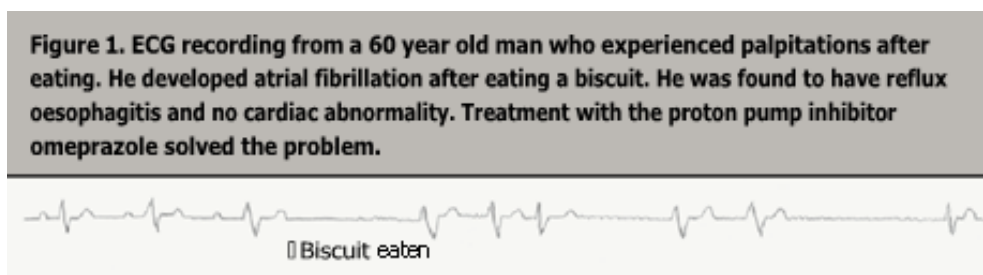 Figure 1. ECG recording from a 60 year old man who experienced palpitations after
eating. He developed atrial fibrillation after eating a biscuit. He was found to have reflux
oesophagitis and no cardiac abnormality. Treatment with the proton pump inhibitor
omeprazole solved the problem.
▯ Biscuit eaten